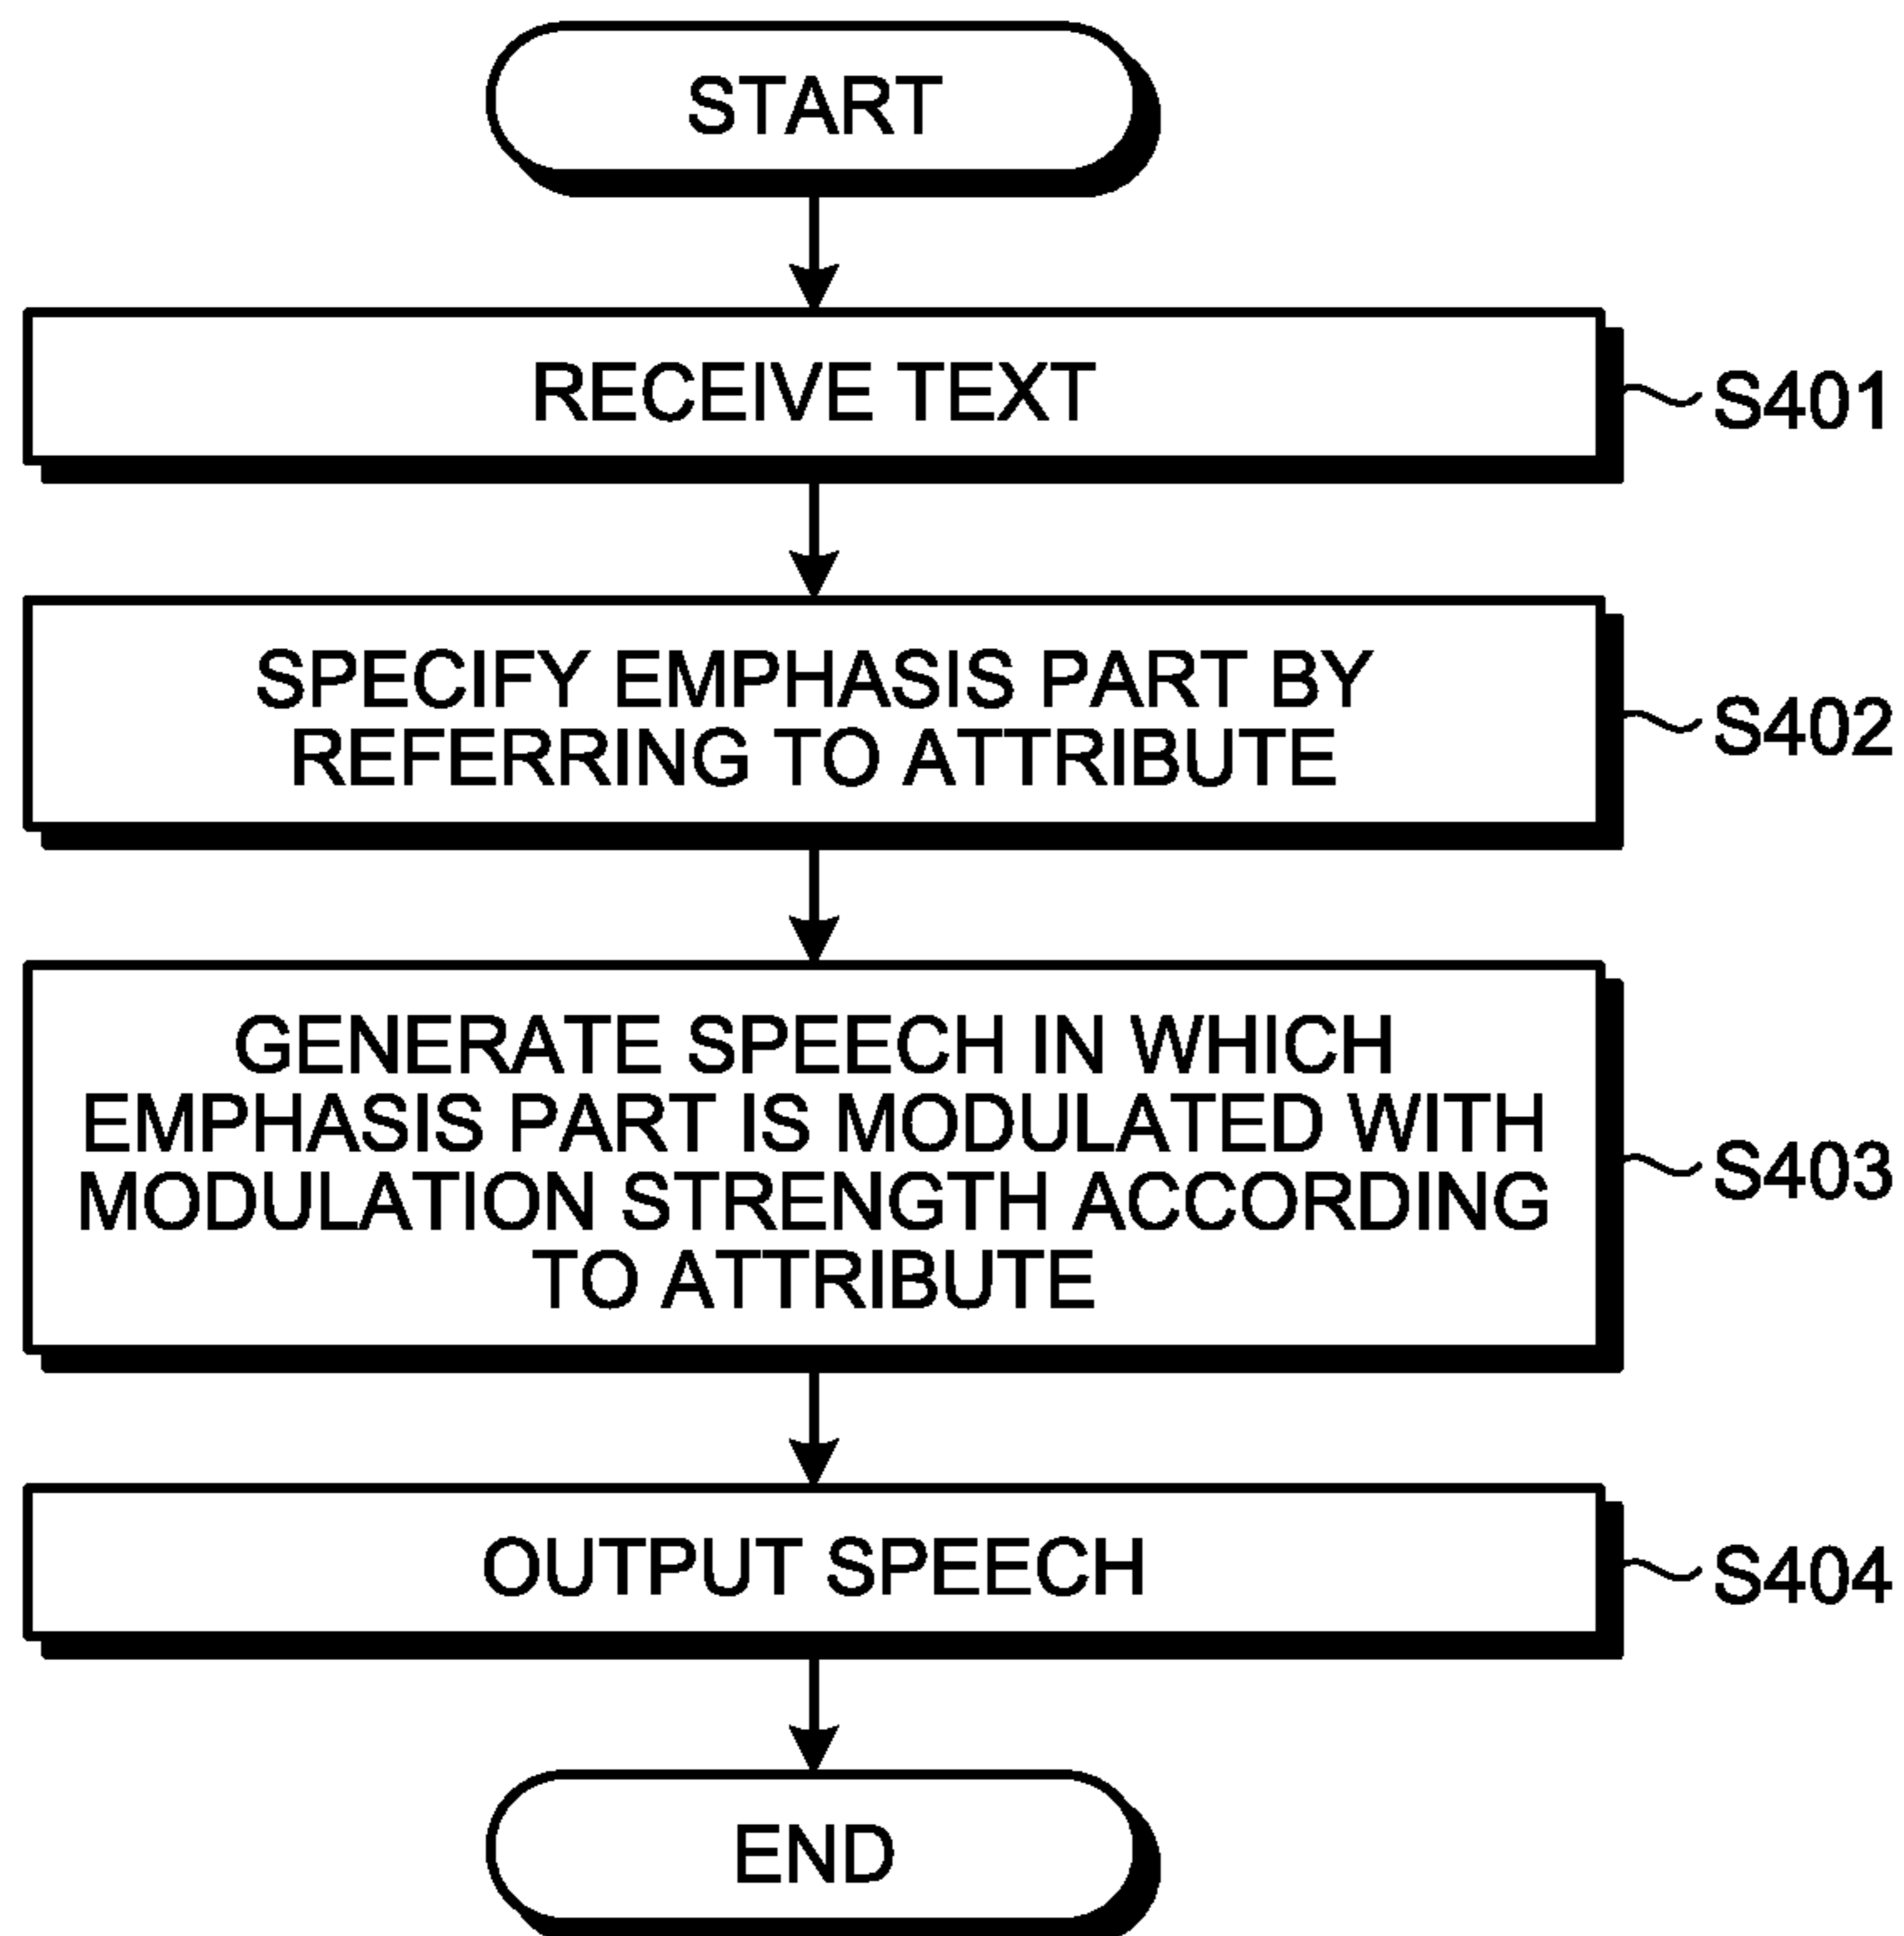 START
RECEIVE TEXT
S401
SPECIFY EMPHASIS PART BY
REFERRING TO ATTRIBUTE
S402
GENERATE SPEECH IN WHICH
EMPHASIS PART IS MODULATED WITH
MODULATION STRENGTH ACCORDING
TO ATTRIBUTE
S403
OUTPUT SPEECH
S404
END